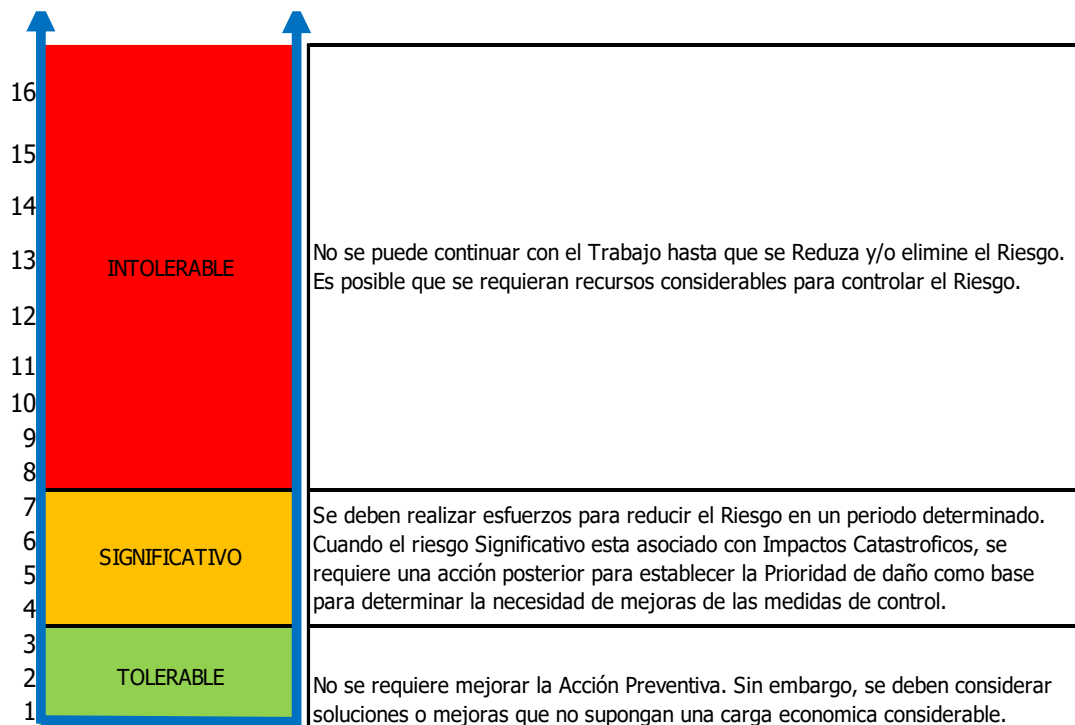 16
15
14
13
12
11
10
9
8
7
6
5
4
3
2
1
INTOLERABLE
No se puede continuar con el Trabajo hasta que se Reduza y/o elimine el Riesgo.
Es posible que se requieran recursos considerables para controlar el Riesgo.
SIGNIFICATIVO
Se deben realizar esfuerzos para reducir el Riesgo en un periodo determinado.
Cuando el riesgo Significativo esta asociado con Impactos Catastroficos, se
requiere una acción posterior para establecer la Prioridad de daño como base
para determinar la necesidad de mejoras de las medidas de control.
TOLERABLE
No se requiere mejorar la Acción Preventiva. Sin embargo, se deben considerar
soluciones o mejoras que no supongan una carga economica considerable.